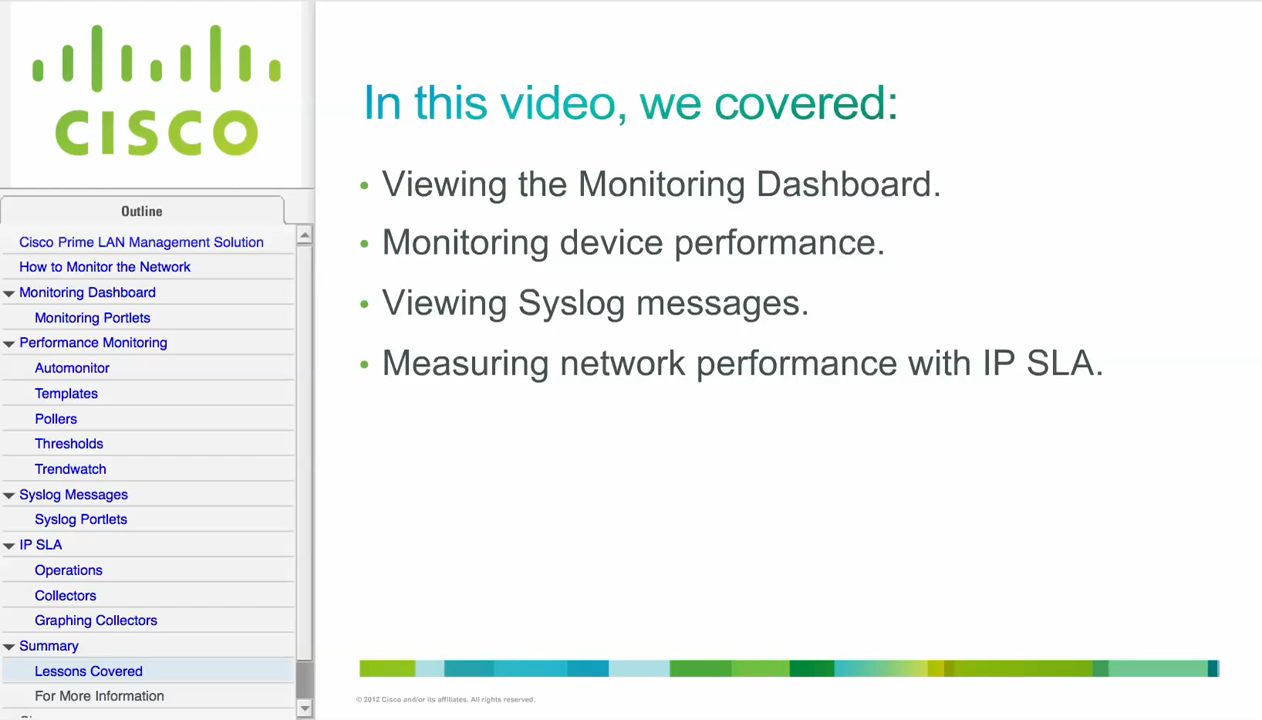 CISCO
Outline
Cisco Prime LAN Management Solution
How to Monitor the Network
Monitoring Dashboard
Monitoring Portlets
Performance Monitoring
Automonitor
Templates
Pollers
Thresholds
Trendwatch
Syslog Messages
Syslog Portlets
IP SLA
Operations
Collectors
Graphing Collectors
Summary
Lessons Covered
For More Information
In this video, we covered:
• Viewing the Monitoring Dashboard.
• Monitoring device performance.
• Viewing Syslog messages.
• Measuring network performance with IP SLA.
© 2012 Cisco and/or its affiliates. All rights reserved.